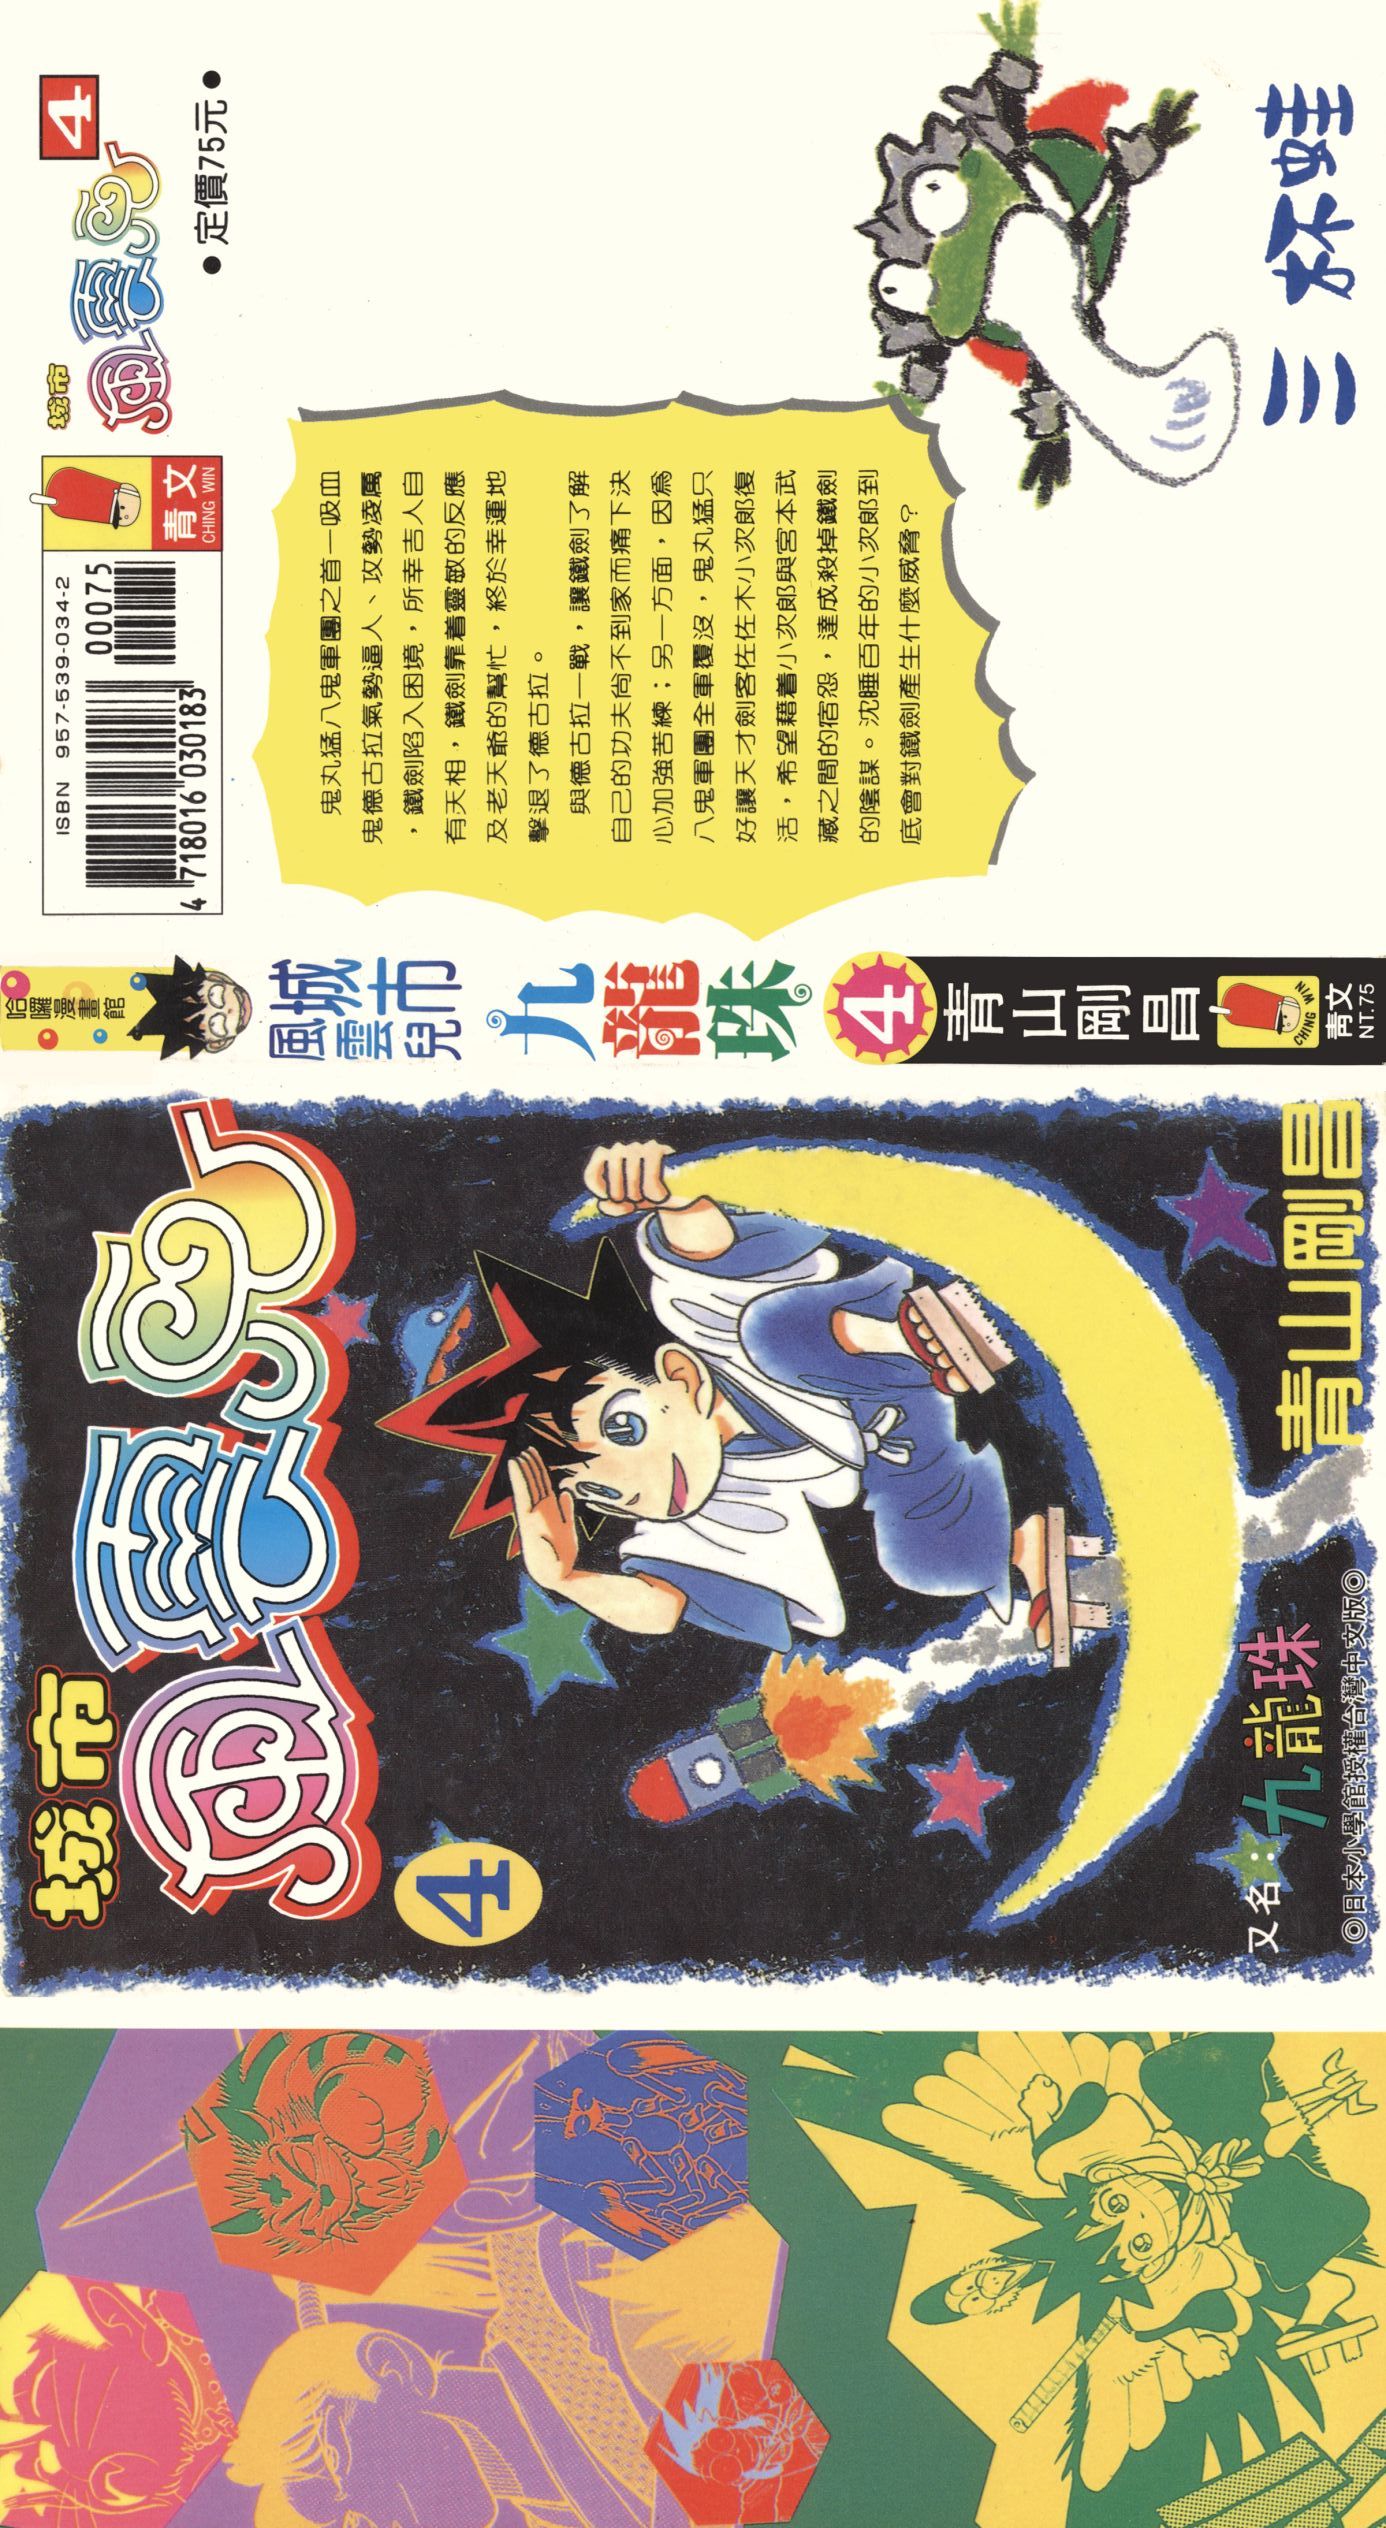 城市
風雲兒
4
●定價75元●
青文
CHING WIN
ISBN 957-539-034-2
00075
4 718016 030183
三杯蛙
鬼丸猛八鬼軍團之首—吸血
鬼德古拉氣勢逼人、攻勢凌厲
，鐵劍陷入困境，所幸吉人自
有天相，鐵劍靠着靈敏的反應
及老天爺的幫忙，終於幸運地
擊退了德古拉。
與德古拉一戰，讓鐵劍了解
自己的功夫尚不到家而痛下決
心加強苦練；另一方面，因為
八鬼軍團全軍覆沒，鬼丸猛只
好讓天才劍客佐佐木小次郎復
活，希望藉着小次郎與宮本武
藏之間的宿怨，達成殺掉鐵劍
的陰謀。沈睡百年的小次郎到
底會對鐵劍產生什麼威脅？
哈囉漫畫館
城市
風雲兒
九龍珠
4
青山剛昌
CHING WIN
青文
NT.75
城市
風雲兒
4
青山剛昌
又名：九龍珠
◎日本小學館授權台灣中文版◎